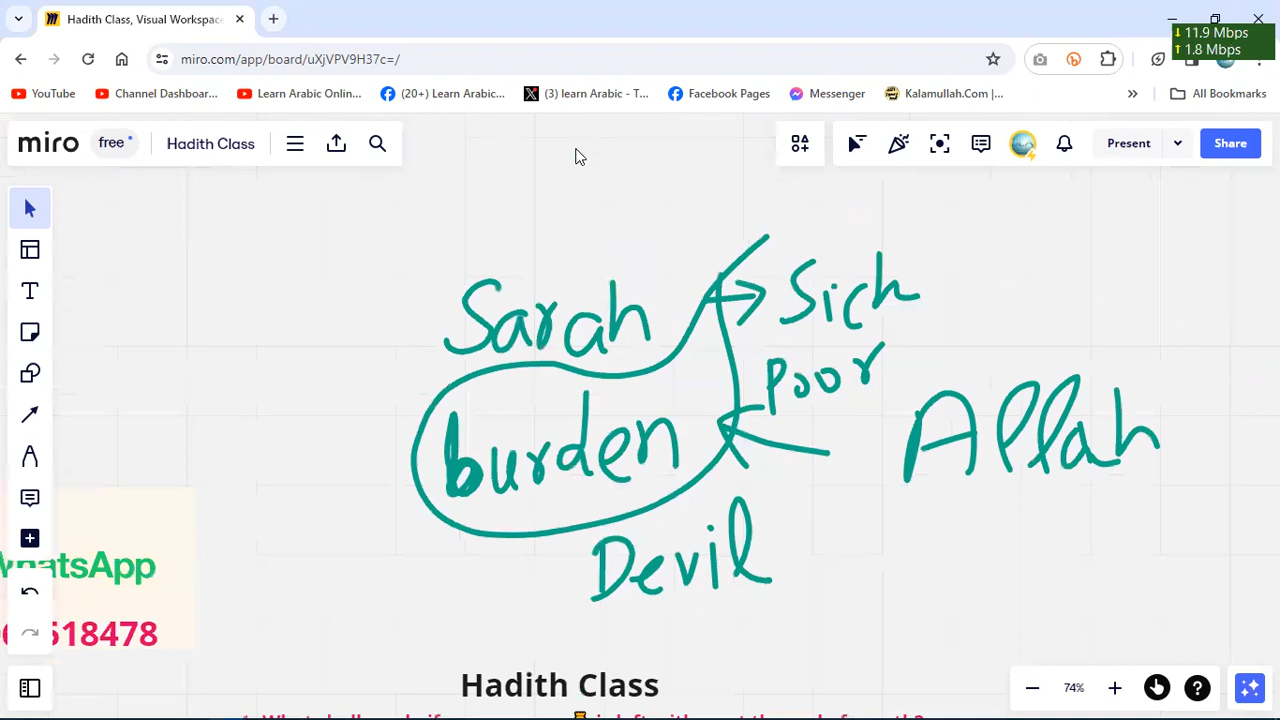 Hadith Class, Visual Workspac
11.9 Mbps
1.8 Mbps
miro.com/app/board/uXjVPV9H37c=/
YouTube
Channel Dashboar...
Learn Arabic Onlin...
(20+) Learn Arabic...
(3) learn Arabic - T...
Facebook Pages
Messenger
Kalamullah.Com |...
All Bookmarks
miro
free
Hadith Class
Present
Share
Sarah
Sick
Poor
burden
Allah
Devil
WhatsApp
518478
Hadith Class
74%